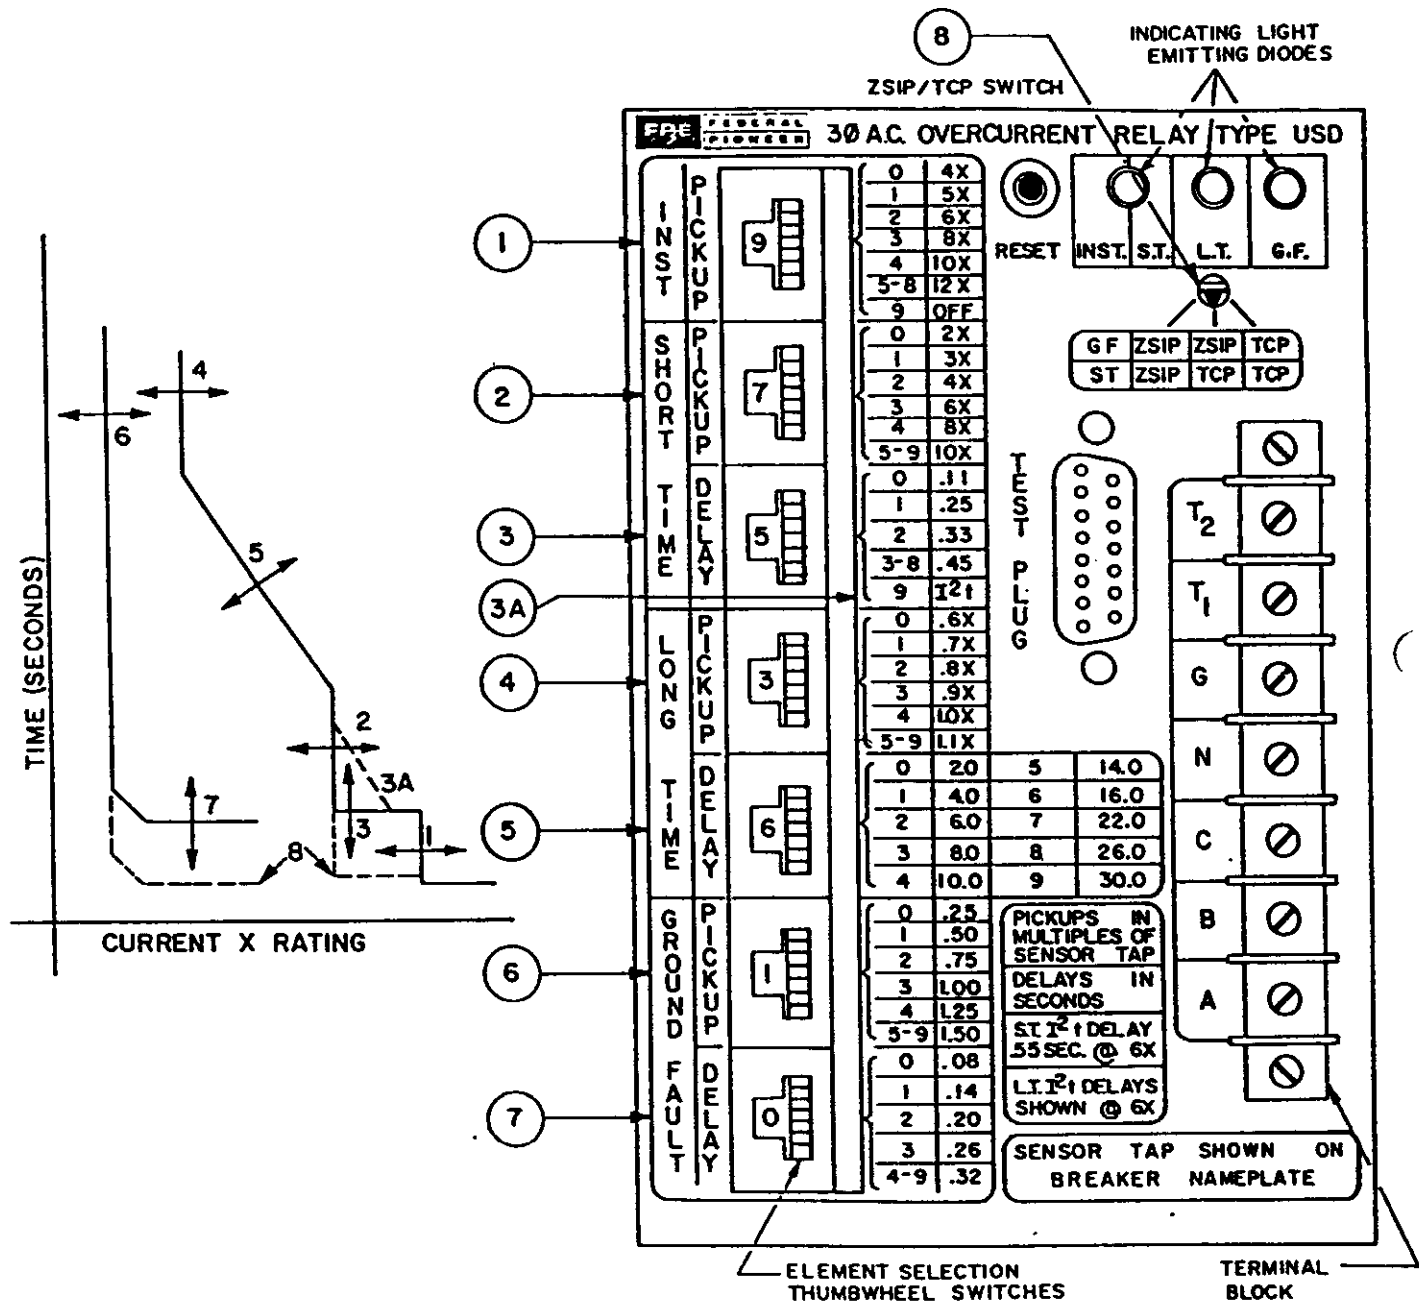 8
INDICATING LIGHT
EMITTING DIODES
ZSIP/TCP SWITCH
FPE FEDERAL PIONEER 3Ø A.C. OVERCURRENT RELAY TYPE USD
RESET
INST. S.T. L.T. G.F.
GF ZSIP ZSIP TCP
ST ZSIP TCP TCP
1
INST
PICKUP
9
0 4X
1 5X
2 6X
3 8X
4 10X
5-8 12X
9 OFF
2
SHORT TIME
PICKUP
7
0 2X
1 3X
2 4X
3 6X
4 8X
5-9 10X
3
DELAY
5
0 .11
1 .25
2 .33
3-8 .45
9 I²t
3A
4
LONG TIME
PICKUP
3
0 .6X
1 .7X
2 .8X
3 .9X
4 1.0X
5-9 1.1X
5
DELAY
6
0 2.0 5 14.0
1 4.0 6 16.0
2 6.0 7 22.0
3 8.0 8 26.0
4 10.0 9 30.0
6
GROUND FAULT
PICKUP
1
0 .25
1 .50
2 .75
3 1.00
4 1.25
5-9 1.50
7
DELAY
0
0 .08
1 .14
2 .20
3 .26
4-9 .32
TEST PLUG
T2
T1
G
N
C
B
A
PICKUPS IN
MULTIPLES OF
SENSOR TAP
DELAYS IN
SECONDS
S.T. I²t DELAY
.55 SEC. @ 6X
L.T. I²t DELAYS
SHOWN @ 6X
SENSOR TAP SHOWN ON
BREAKER NAMEPLATE
ELEMENT SELECTION
THUMBWHEEL SWITCHES
TERMINAL
BLOCK
TIME (SECONDS)
4
6
5
2
3A
7
3
1
8
CURRENT X RATING